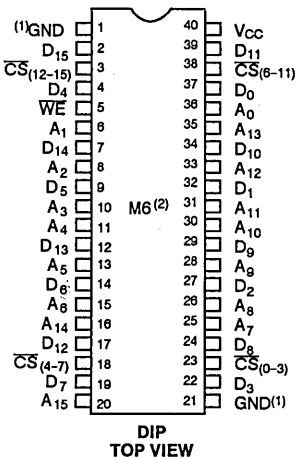 (1)GND 1 40 VCC
D15 2 39 D11
CS(12–15) 3 38 CS(6-11)
D4 4 37 D0
WE 5 36 A0
A1 6 35 A13
D14 7 34 D10
A2 8 33 A12
D5 9 32 D1
A3 10 M6(2) 31 A11
A4 11 30 A10
D13 12 29 D9
A5 13 28 A9
D6 14 27 D2
A6 15 26 A8
A14 16 25 A7
D12 17 24 D8
CS(4-7) 18 23 CS(0-3)
D7 19 22 D3
A15 20 21 GND(1)
DIP
TOP VIEW